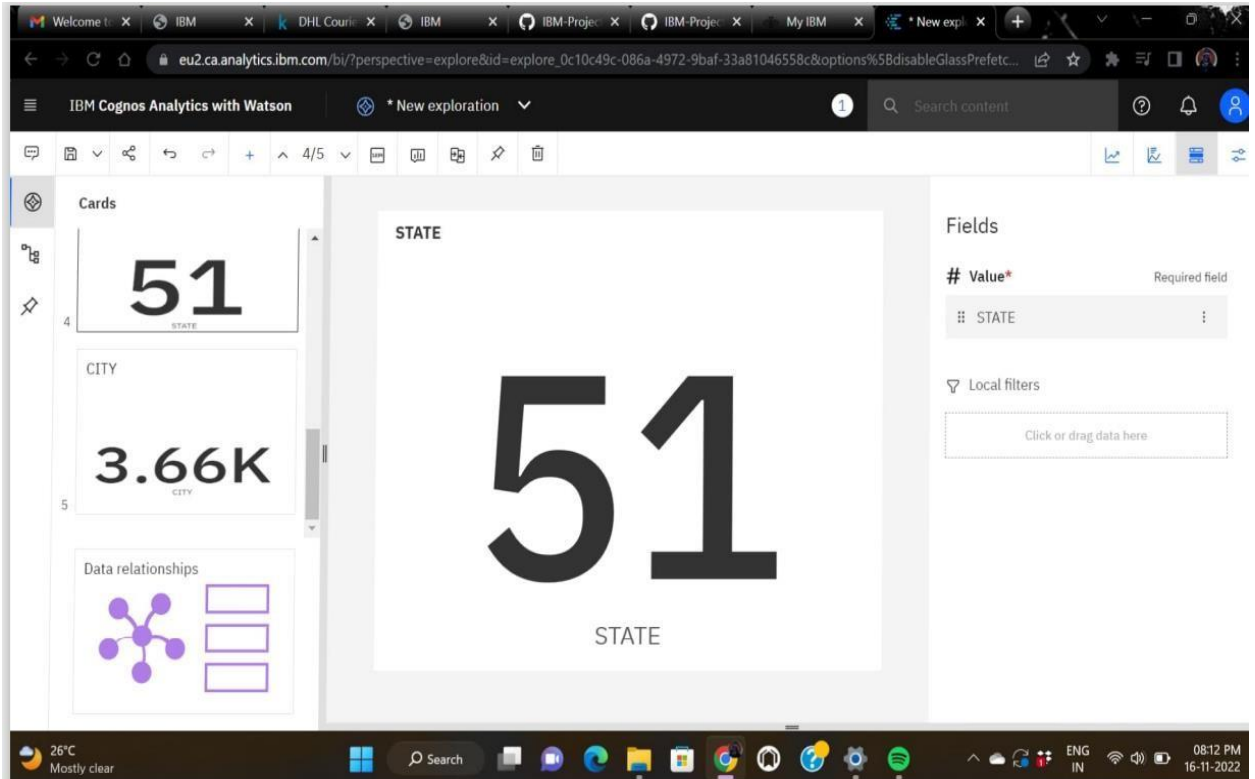 Welcome to
IBM
DHL Courie
IBM
IBM-Projec
IBM-Projec
My IBM
* New expl
eu2.ca.analytics.ibm.com/bi/?perspective=explore&id=explore_0c10c49c-086a-4972-9baf-33a81046558c&options%5BdisableGlassPrefetc...
IBM Cognos Analytics with Watson
* New exploration
1
Search content
4/5
Cards
51
STATE
4
CITY
3.66K
CITY
5
Data relationships
STATE
51
STATE
Fields
# Value*
Required field
STATE
Local filters
Click or drag data here
26°C
Mostly clear
Search
ENG
IN
08:12 PM
16-11-2022